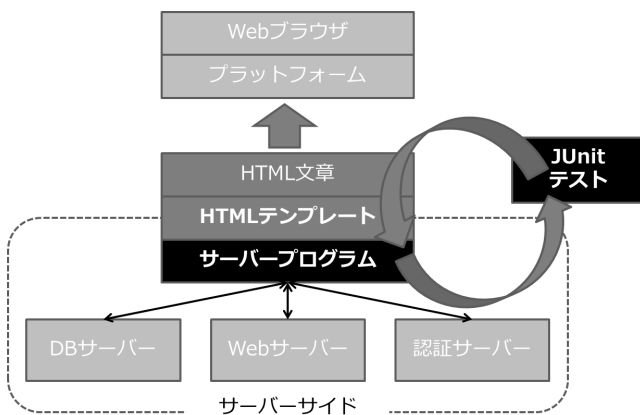 Webブラウザ
プラットフォーム
HTML文章
HTMLテンプレート
サーバープログラム
JUnit
テスト
DBサーバー
Webサーバー
認証サーバー
サーバーサイド